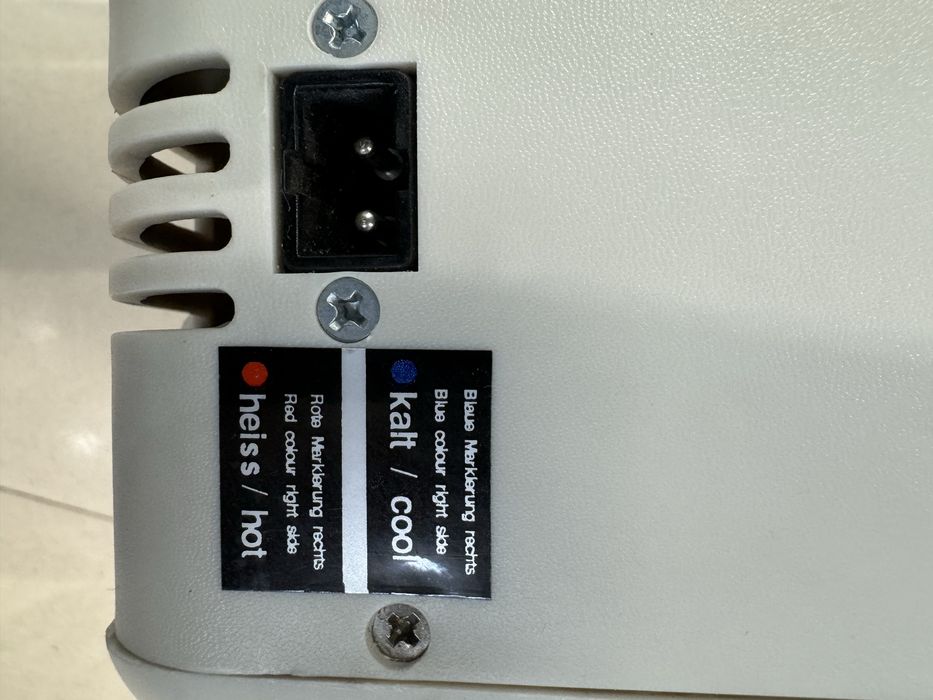 Blaue Markierung rechts
Blue colour right side
kalt / cool
Rote Markierung rechts
Red colour right side
heiss / hot